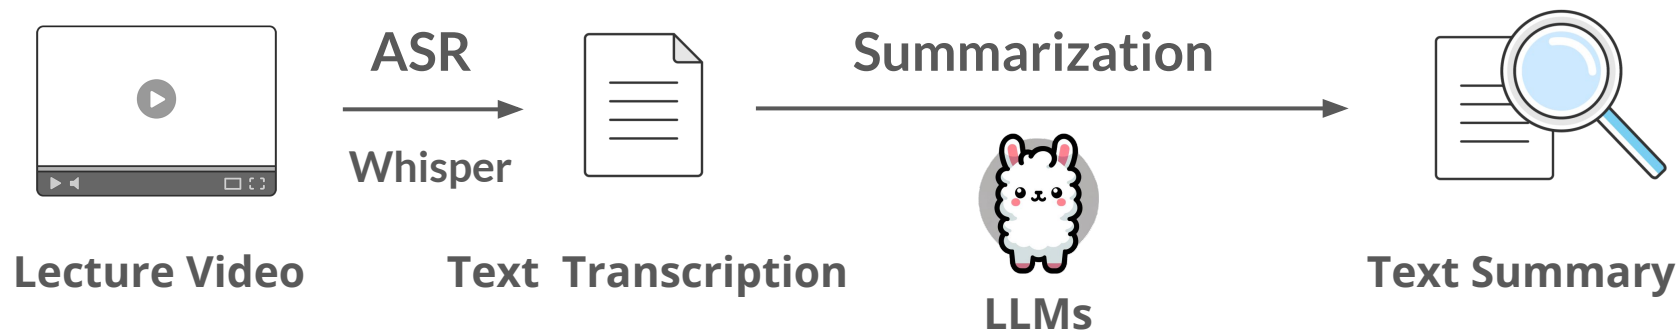 ASR
Summarization
Whisper
Lecture Video
Text Transcription
LLMs
Text Summary